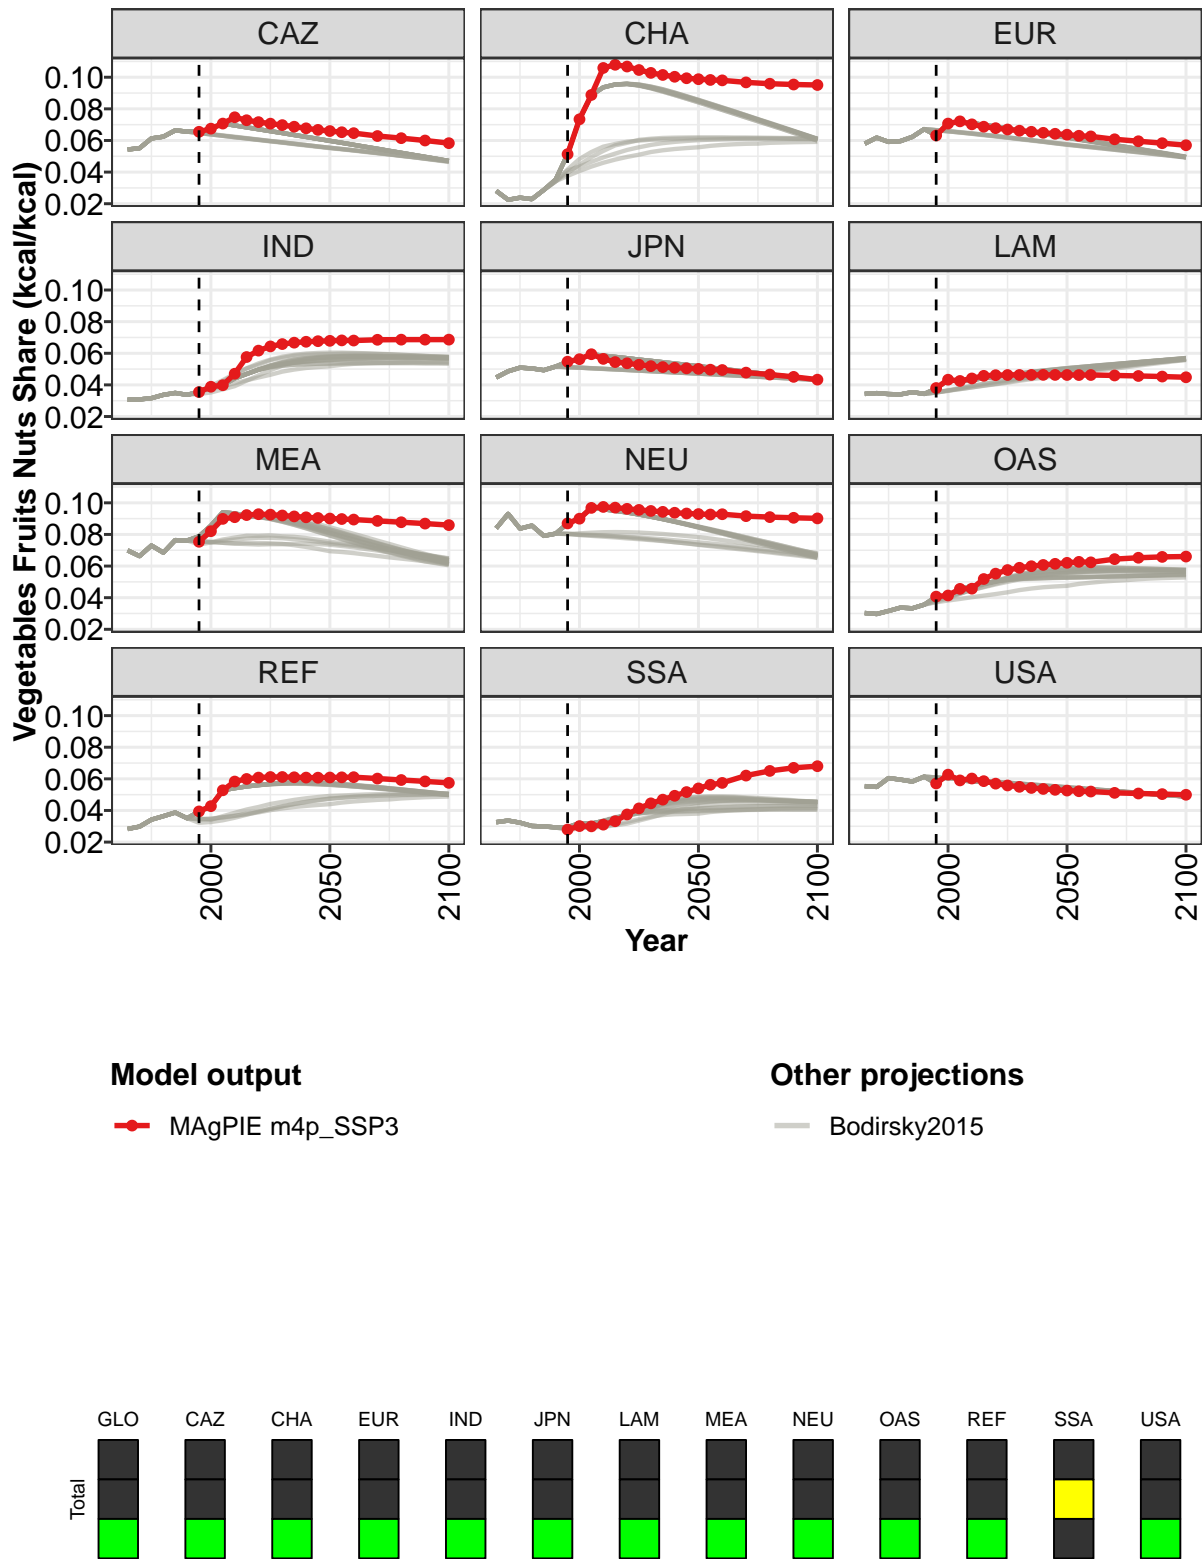 CAZ CHA EUR
0.10
0.08
0.06
0.04
0.02
IND JPN LAM
0.10
0.08
0.06
0.04
0.02
MEA NEU OAS
0.10
0.08
0.06
0.04
0.02
REF SSA USA
0.10
0.08
0.06
0.04
0.02
Vegetables Fruits Nuts Share (kcal/kcal)
2000 2050 2100 2000 2050 2100 2000 2050 2100
Year
Model output Other projections
MAgPIE m4p_SSP3 Bodirsky2015
GLO CAZ CHA EUR IND JPN LAM MEA NEU OAS REF SSA USA
Total